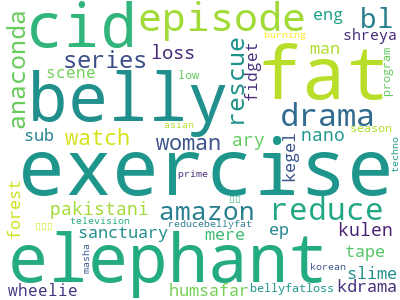 cid episode bl eng
shreya
anaconda series loss fidget man
scene burning program
belly low rescue fat
sub watch asian woman ary drama nano season
exercise kegel techno
prime
forest pakistani amazon reduce
television reducebellyfat
sanctuary mere ep kulen
elephant masha korean tape
slime
bellyfatloss
wheelie humsafar kdrama